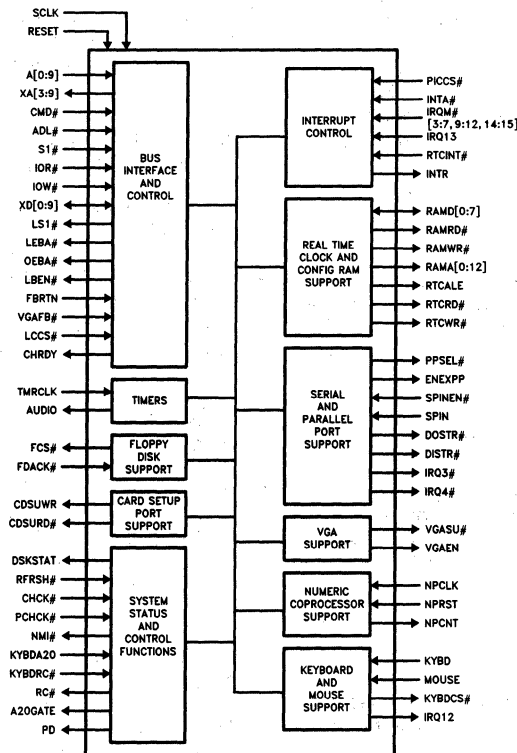 SCLK
RESET
A[0:9]
XA[3:9]
CMD#
ADL#
S1#
IOR#
IOW#
XD[0:9]
LS1#
LEBA#
OEBA#
LBEN#
FBRTN
VGAFB#
LCCS#
CHRDY
BUS
INTERFACE
AND
CONTROL
TMRCLK
AUDIO
TIMERS
FCS#
FDACK#
FLOPPY
DISK
SUPPORT
CDSUWR
CDSURD#
CARD SETUP
PORT
SUPPORT
DSKSTAT
RFRSH#
CHCK#
PCHCK#
NMI#
KYBDA20
KYBDRC#
RC#
A20GATE
PD
SYSTEM
STATUS
AND
CONTROL
FUNCTIONS
INTERRUPT
CONTROL
PICCS#
INTA#
IRQM#
[3:7, 9:12, 14:15]
IRQ13
RTCINT#
INTR
REAL TIME
CLOCK AND
CONFIG RAM
SUPPORT
RAMD[0:7]
RAMRD#
RAMWR#
RAMA[0:12]
RTCALE
RTCRD#
RTCWR#
SERIAL
AND
PARALLEL
PORT
SUPPORT
PPSEL#
ENEXPP
SPINEN#
SPIN
DOSTR#
DISTR#
IRQ3#
IRQ4#
VGA
SUPPORT
VGASU#
VGAEN
NUMERIC
COPROCESSOR
SUPPORT
NPCLK
NPRST
NPCNT
KEYBOARD
AND
MOUSE
SUPPORT
KYBD
MOUSE
KYBDCS#
IRQ12